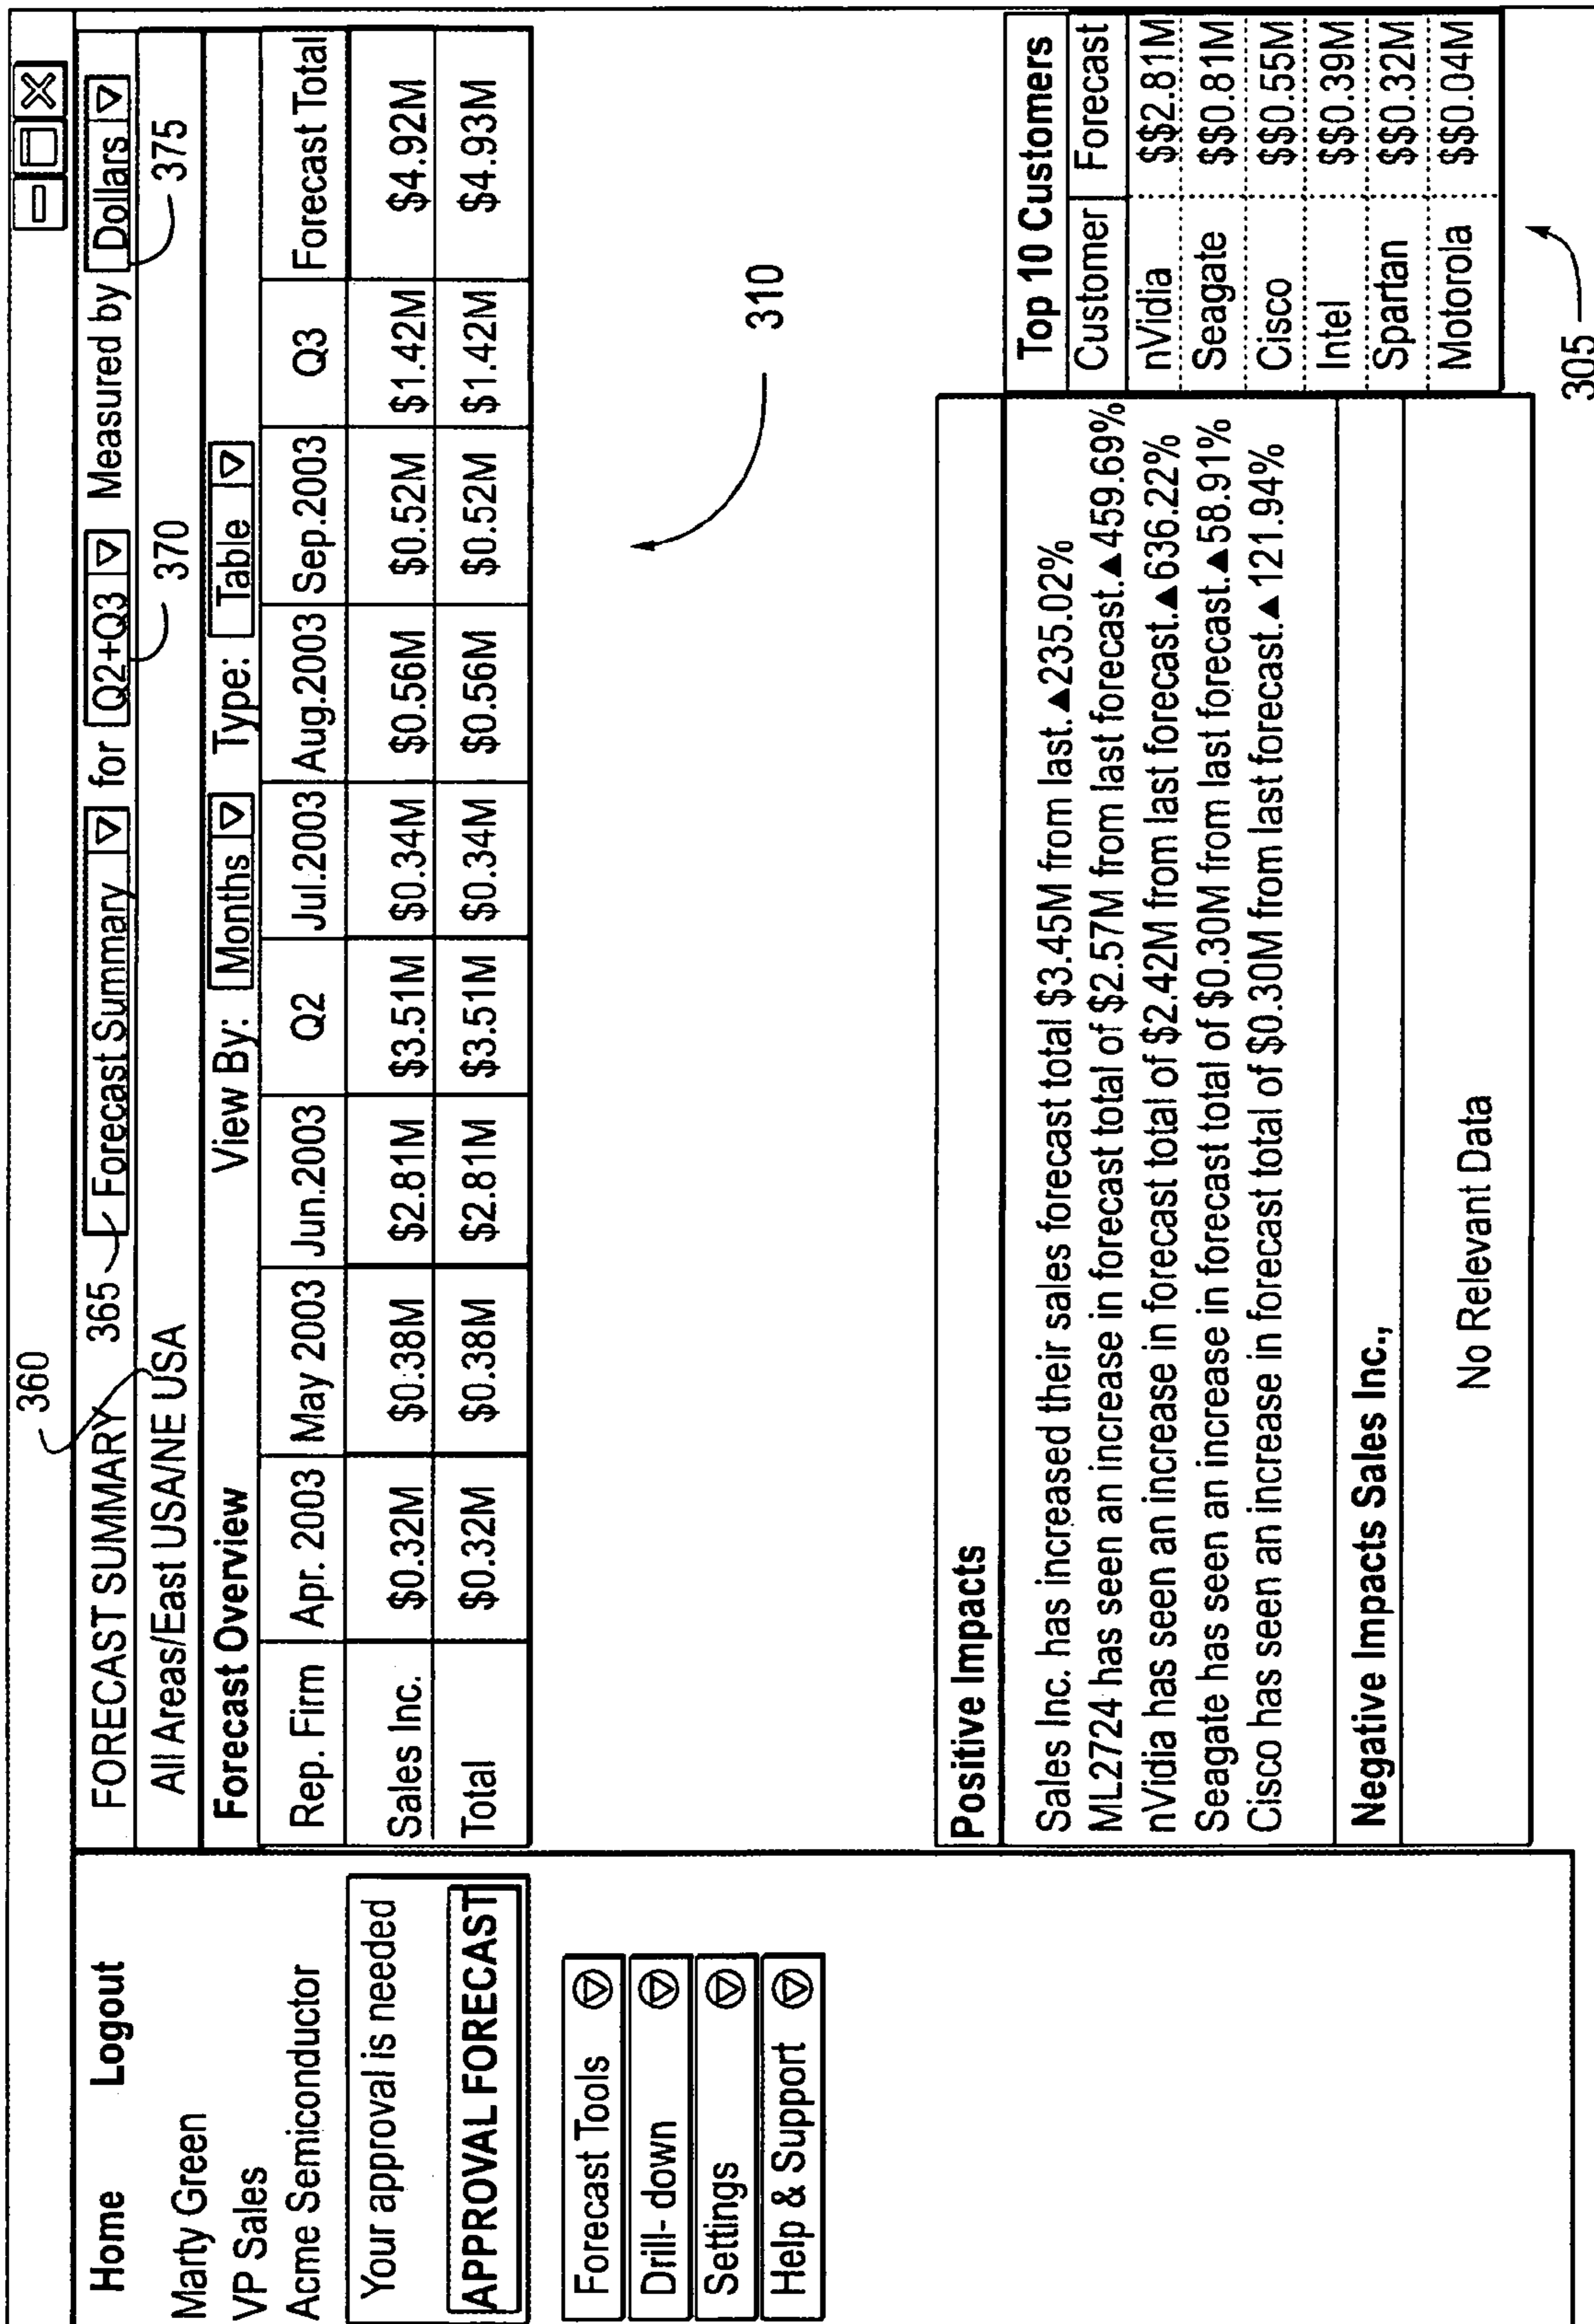 360
Home Logout
Marty Green
VP Sales
Acme Semiconductor
Your approval is needed
APPROVAL FORECAST
Forecast Tools
Drill- down
Settings
Help & Support
FORECAST SUMMARY 365 Forecast Summary for Q2+Q3 Measured by Dollars
All Areas/East USA/NE USA 370 375
Forecast Overview View By: Months Type: Table
Rep. Firm Apr. 2003 May 2003 Jun.2003 Q2 Jul.2003 Aug.2003 Sep.2003 Q3 Forecast Total
Sales Inc. $0.32M $0.38M $2.81M $3.51M $0.34M $0.56M $0.52M $1.42M $4.92M
Total $0.32M $0.38M $2.81M $3.51M $0.34M $0.56M $0.52M $1.42M $4.93M
310
Positive Impacts
Sales Inc. has increased their sales forecast total $3.45M from last.▲235.02%
ML2724 has seen an increase in forecast total of $2.57M from last forecast.▲459.69%
nVidia has seen an increase in forecast total of $2.42M from last forecast.▲636.22%
Seagate has seen an increase in forecast total of $0.30M from last forecast.▲58.91%
Cisco has seen an increase in forecast total of $0.30M from last forecast.▲121.94%
Negative Impacts Sales Inc.,
No Relevant Data
Top 10 Customers
Customer Forecast
nVidia $$2.81M
Seagate $$0.81M
Cisco $$0.55M
Intel $$0.39M
Spartan $$0.32M
Motorola $$0.04M
305